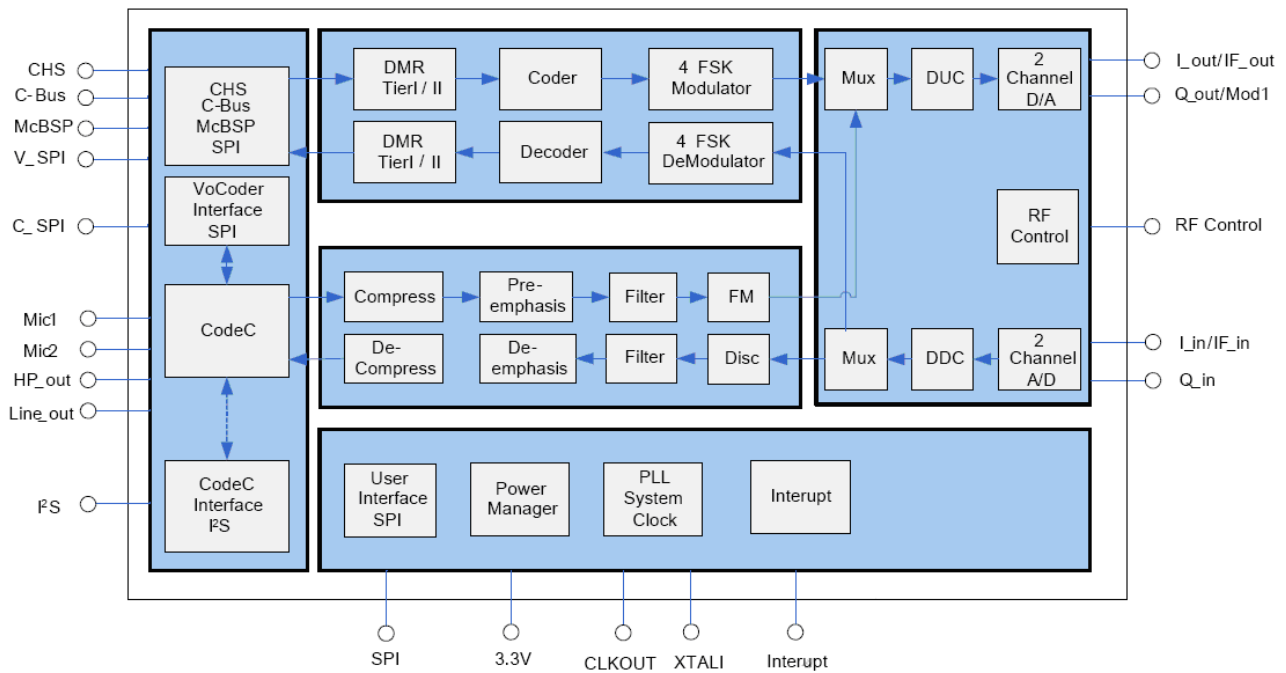 CHS
C-Bus
McBSP
V_SPI
C_SPI
Mic1
Mic2
HP_out
Line_out
I²S
CHS
C-Bus
McBSP
SPI
VoCoder
Interface
SPI
CodeC
CodeC
Interface
I²S
DMR
TierI / II
Coder
4 FSK
Modulator
DMR
TierI / II
Decoder
4 FSK
DeModulator
Compress
Pre-
emphasis
Filter
FM
De-
Compress
De-
emphasis
Filter
Disc
Mux
DUC
2
Channel
D/A
RF
Control
Mux
DDC
2
Channel
A/D
User
Interface
SPI
Power
Manager
PLL
System
Clock
Interupt
I_out/IF_out
Q_out/Mod1
RF Control
I_in/IF_in
Q_in
SPI
3.3V
CLKOUT
XTALI
Interupt